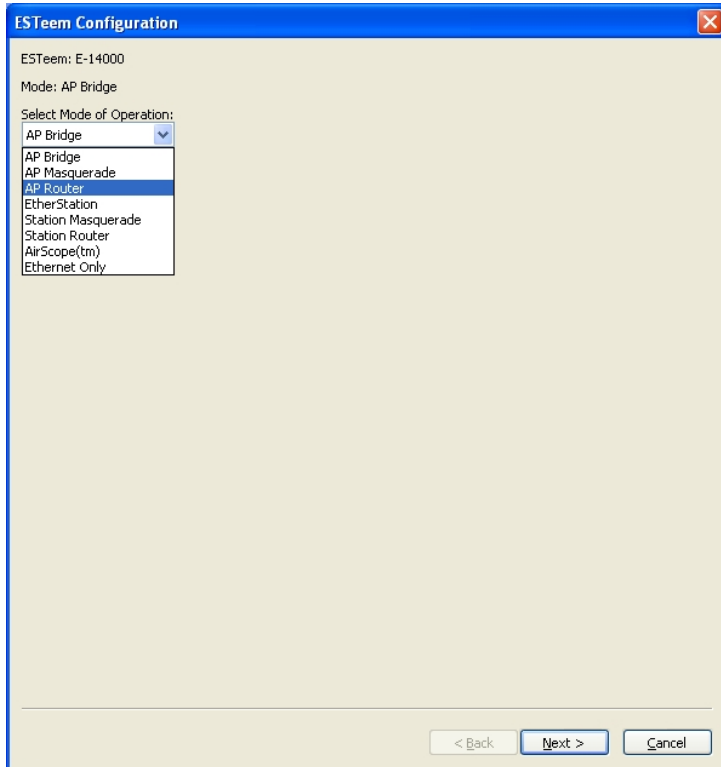 ESTeem Configuration
ESTeem: E-14000
Mode: AP Bridge
Select Mode of Operation:
AP Bridge
AP Bridge
AP Masquerade
AP Router
EtherStation
Station Masquerade
Station Router
AirScope(tm)
Ethernet Only
< Back Next > Cancel